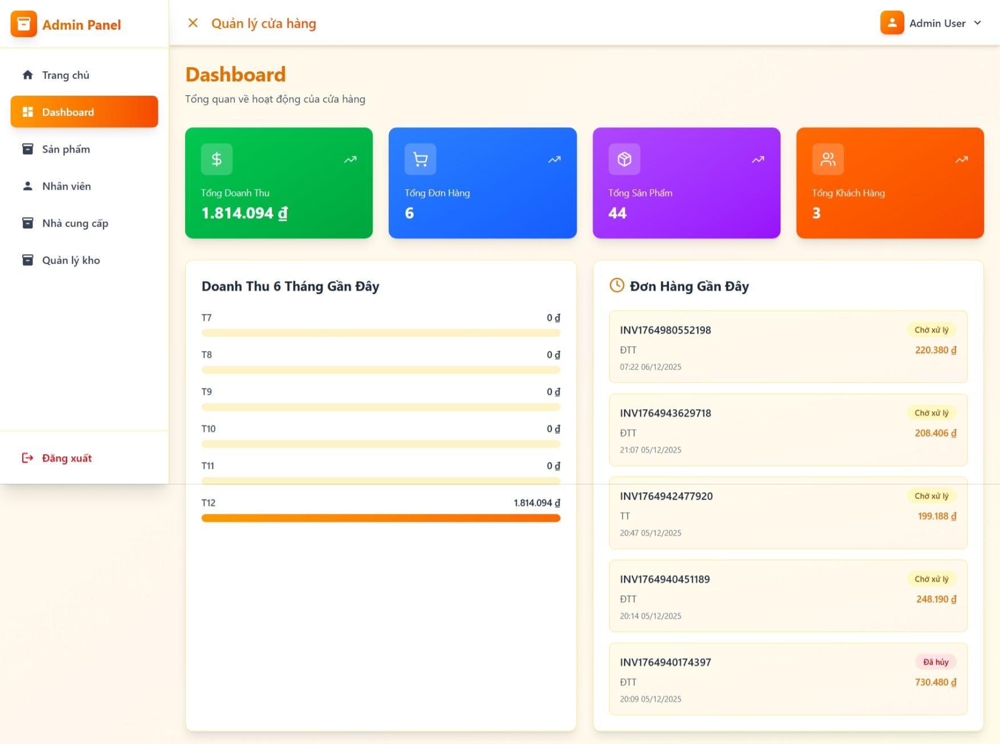 Admin Panel
Trang chủ
Dashboard
Sản phẩm
Nhân viên
Nhà cung cấp
Quản lý kho
Đăng xuất
Quản lý cửa hàng
Admin User
Dashboard
Tổng quan về hoạt động của cửa hàng
Tổng Doanh Thu
1.814.094 ₫
Tổng Đơn Hàng
6
Tổng Sản Phẩm
44
Tổng Khách Hàng
3
Doanh Thu 6 Tháng Gần Đây
T7 0 ₫
T8 0 ₫
T9 0 ₫
T10 0 ₫
T11 0 ₫
T12 1.814.094 ₫
Đơn Hàng Gần Đây
INV1764980552198 Chờ xử lý
ĐTT 220.380 ₫
07:22 06/12/2025
INV1764943629718 Chờ xử lý
ĐTT 208.406 ₫
21:07 05/12/2025
INV1764942477920 Chờ xử lý
TT 199.188 ₫
20:47 05/12/2025
INV1764940451189 Chờ xử lý
ĐTT 248.190 ₫
20:14 05/12/2025
INV1764940174397 Đã hủy
ĐTT 730.480 ₫
20:09 05/12/2025